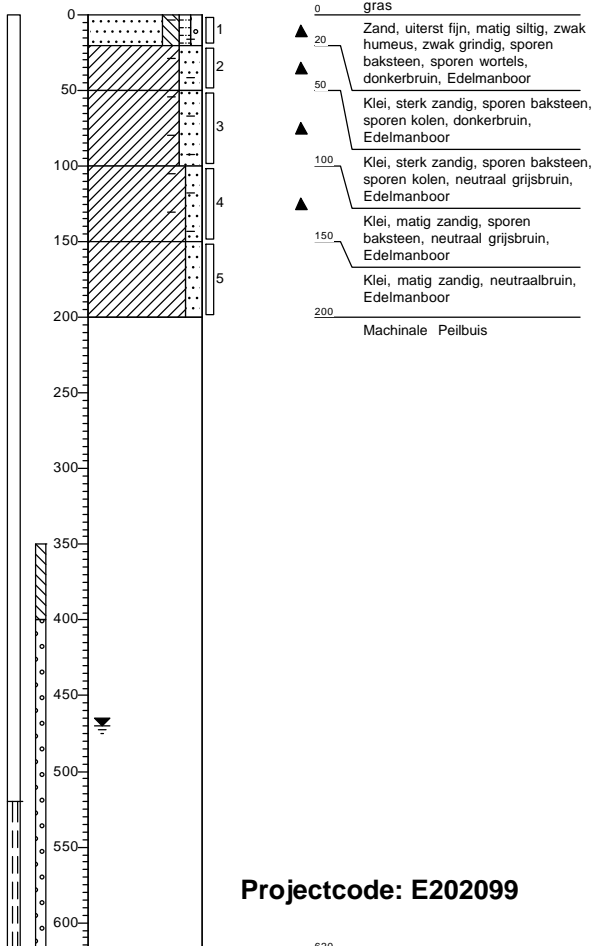 0
50
100
150
200
250
300
350
400
450
500
550
600
1
2
3
4
5
gras
0
Zand, uiterst fijn, matig siltig, zwak
humeus, zwak grindig, sporen
baksteen, sporen wortels,
donkerbruin, Edelmanboor
20
Klei, sterk zandig, sporen baksteen,
sporen kolen, donkerbruin,
Edelmanboor
50
Klei, sterk zandig, sporen baksteen,
sporen kolen, neutraal grijsbruin,
Edelmanboor
100
Klei, matig zandig, sporen
baksteen, neutraal grijsbruin,
Edelmanboor
150
Klei, matig zandig, neutraalbruin,
Edelmanboor
200
Machinale Peilbuis
Projectcode: E202099